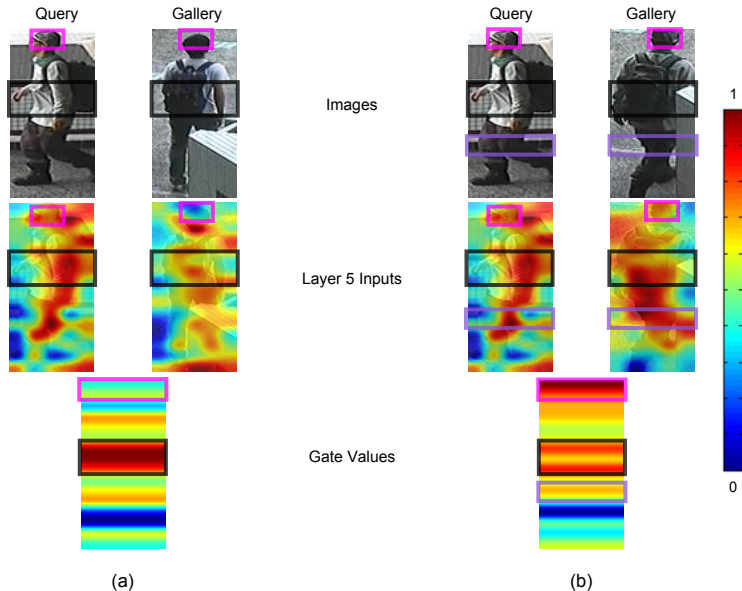 Query Gallery Query Gallery
Images
1
Layer 5 Inputs
Gate Values
0
(a) (b)